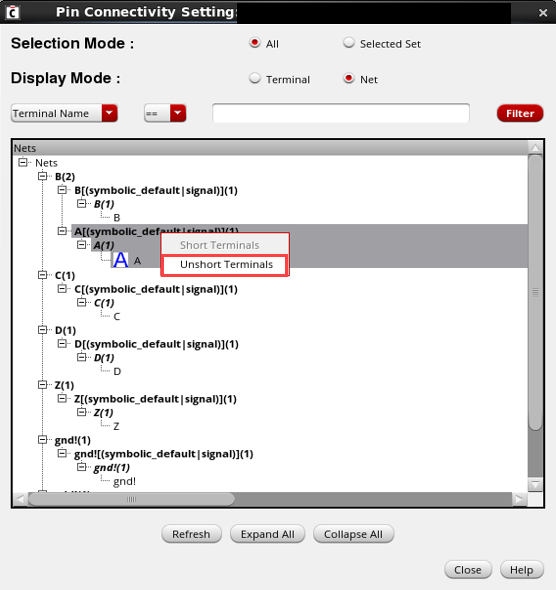 Pin Connectivity Setting:
Selection Mode :
All
Selected Set
Display Mode :
Terminal
Net
Terminal Name
==
Filter
Nets
Nets
B(2)
B[(symbolic_default|signal)](1)
B(1)
B
A[(symbolic_default|signal)](1)
A(1)
A A
Short Terminals
Unshort Terminals
C(1)
C[(symbolic_default|signal)](1)
C(1)
C
D(1)
D[(symbolic_default|signal)](1)
D(1)
D
Z(1)
Z[(symbolic_default|signal)](1)
Z(1)
Z
gnd!(1)
gnd![(symbolic_default|signal)](1)
gnd!(1)
gnd!
Refresh
Expand All
Collapse All
Close
Help